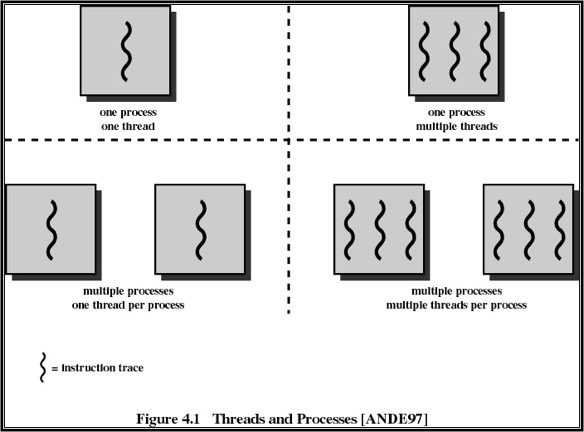 one process
one thread
one process
multiple threads
multiple processes
one thread per process
multiple processes
multiple threads per process
= instruction trace
Figure 4.1 Threads and Processes [ANDE97]